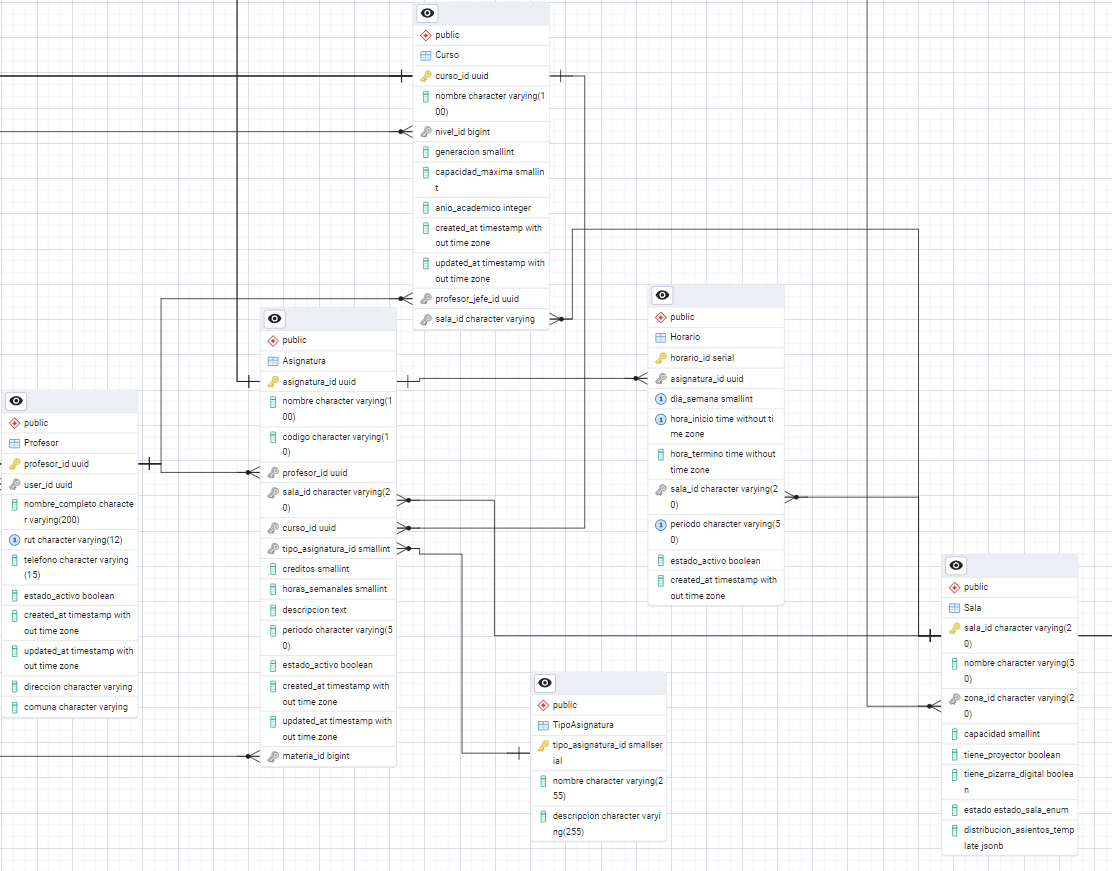 public
Curso
curso_id uuid
nombre character varying(1
00)
nivel_id bigint
generacion smallint
capacidad_maxima smallin
t
anio_academico integer
created_at timestamp with
out time zone
updated_at timestamp with
out time zone
profesor_jefe_id uuid
sala_id character varying
public
Horario
horario_id serial
asignatura_id uuid
1
dia_semana smallint
1
hora_inicio time without ti
me zone
hora_termino time without
time zone
sala_id character varying(2
0)
1
periodo character varying(5
0)
estado_activo boolean
created_at timestamp with
out time zone
public
Asignatura
asignatura_id uuid
nombre character varying(1
00)
codigo character varying(1
0)
profesor_id uuid
sala_id character varying(2
0)
curso_id uuid
tipo_asignatura_id smallint
creditos smallint
horas_semanales smallint
descripcion text
periodo character varying(5
0)
estado_activo boolean
created_at timestamp with
out time zone
updated_at timestamp with
out time zone
materia_id bigint
public
Profesor
profesor_id uuid
user_id uuid
nombre_completo characte
r varying(200)
1
rut character varying(12)
telefono character varying
(15)
estado_activo boolean
created_at timestamp with
out time zone
updated_at timestamp with
out time zone
direccion character varying
comuna character varying
public
TipoAsignatura
tipo_asignatura_id smallser
ial
nombre character varying(2
55)
descripcion character varyi
ng(255)
public
Sala
sala_id character varying(2
0)
nombre character varying(5
0)
zona_id character varying(2
0)
capacidad smallint
tiene_proyector boolean
tiene_pizarra_digital boolea
n
estado estado_sala_enum
distribucion_asientos_temp
late jsonb